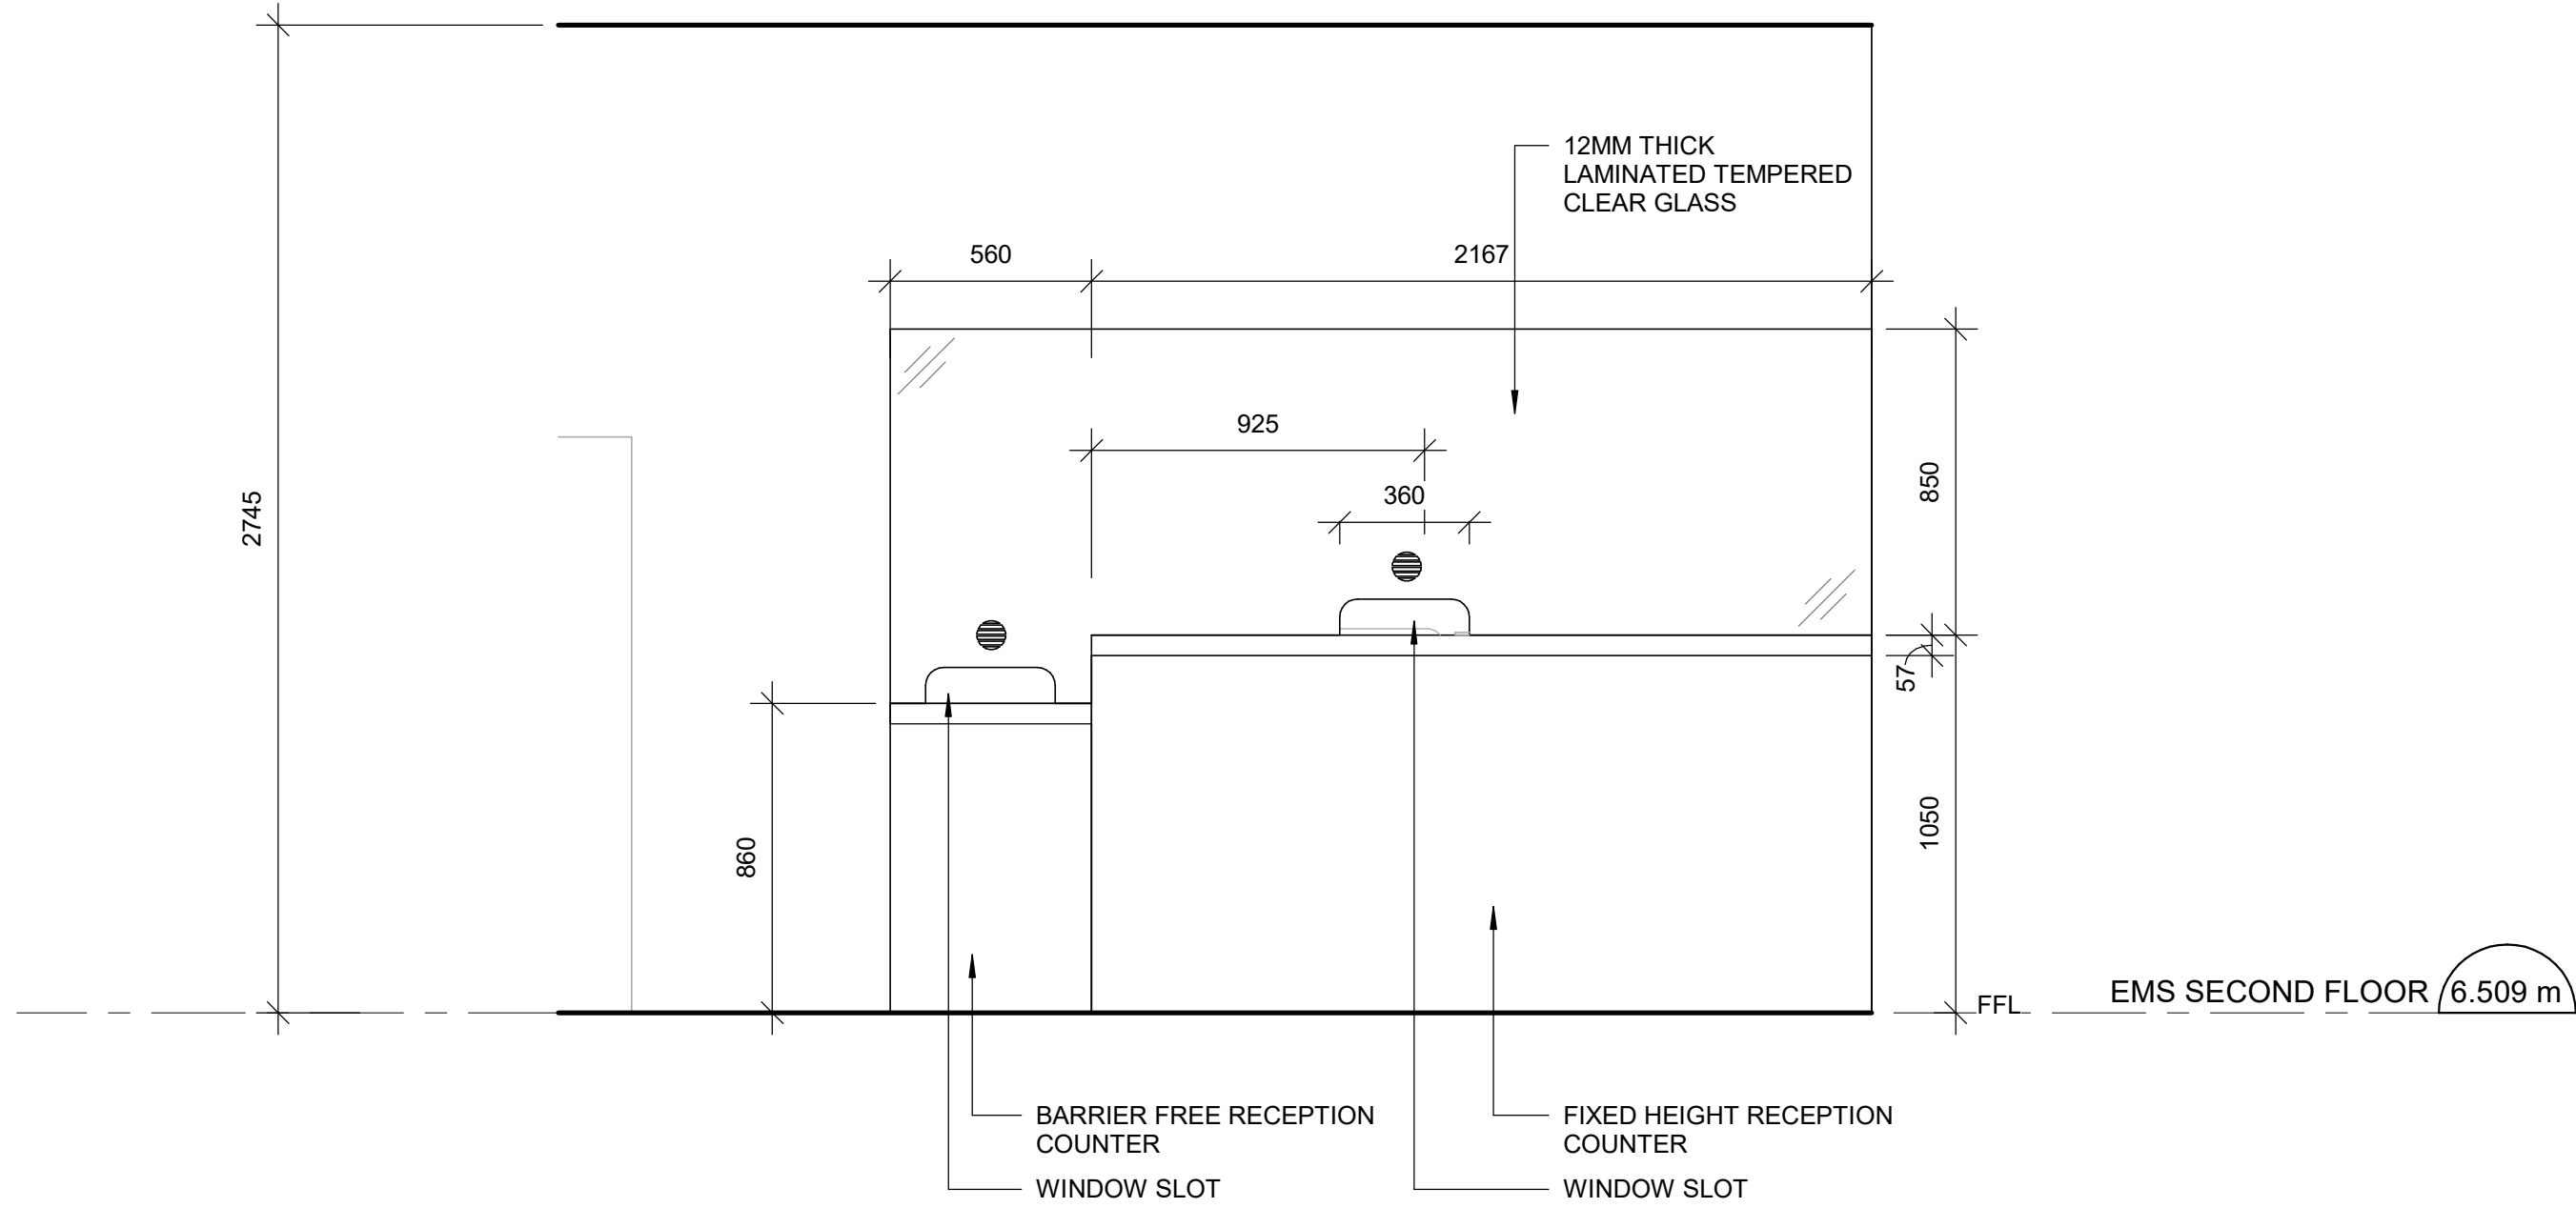 12MM THICK
LAMINATED TEMPERED
CLEAR GLASS
560
2167
925
360
2745
850
57
860
1050
FFL
EMS SECOND FLOOR 6.509 m
BARRIER FREE RECEPTION
COUNTER
WINDOW SLOT
FIXED HEIGHT RECEPTION
COUNTER
WINDOW SLOT